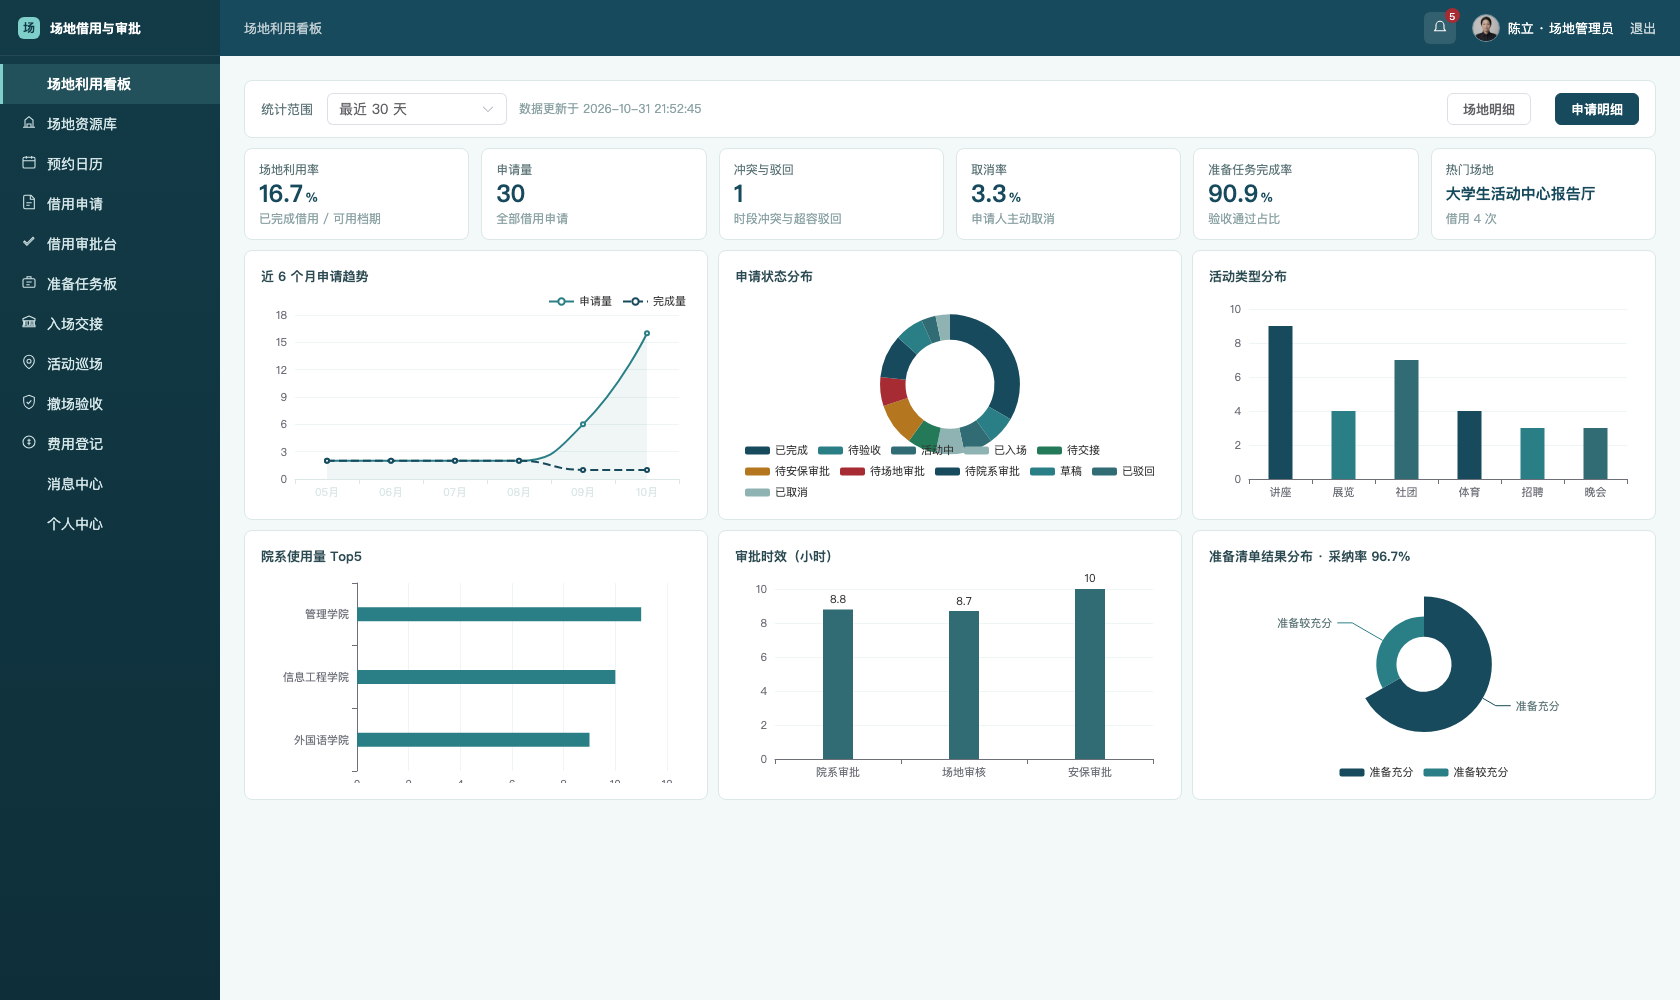 场 场地借用与审批
场地利用看板
场地资源库
预约日历
借用申请
借用审批台
准备任务板
入场交接
活动巡场
撤场验收
费用登记
消息中心
个人中心
场地利用看板
5
陈立 · 场地管理员 退出
统计范围 最近 30 天 数据更新于 2026-10-31 21:52:45 场地明细 申请明细
场地利用率
16.7%
已完成借用 / 可用档期
申请量
30
全部借用申请
冲突与驳回
1
时段冲突与超容驳回
取消率
3.3%
申请人主动取消
准备任务完成率
90.9%
验收通过占比
热门场地
大学生活动中心报告厅
借用 4 次
近 6 个月申请趋势
申请量 完成量
18
15
12
9
6
3
0
05月 06月 07月 08月 09月 10月
申请状态分布
已完成 待验收 活动中 已入场 待交接
待安保审批 待场地审批 待院系审批 草稿 已驳回
已取消
活动类型分布
10
8
6
4
2
0
讲座 展览 社团 体育 招聘 晚会
院系使用量 Top5
管理学院
信息工程学院
外国语学院
0 2 4 6 8 10 12
审批时效（小时）
10
8
6
4
2
0
8.8 8.7 10
院系审批 场地审核 安保审批
准备清单结果分布 · 采纳率 96.7%
准备较充分
准备充分
准备充分 准备较充分